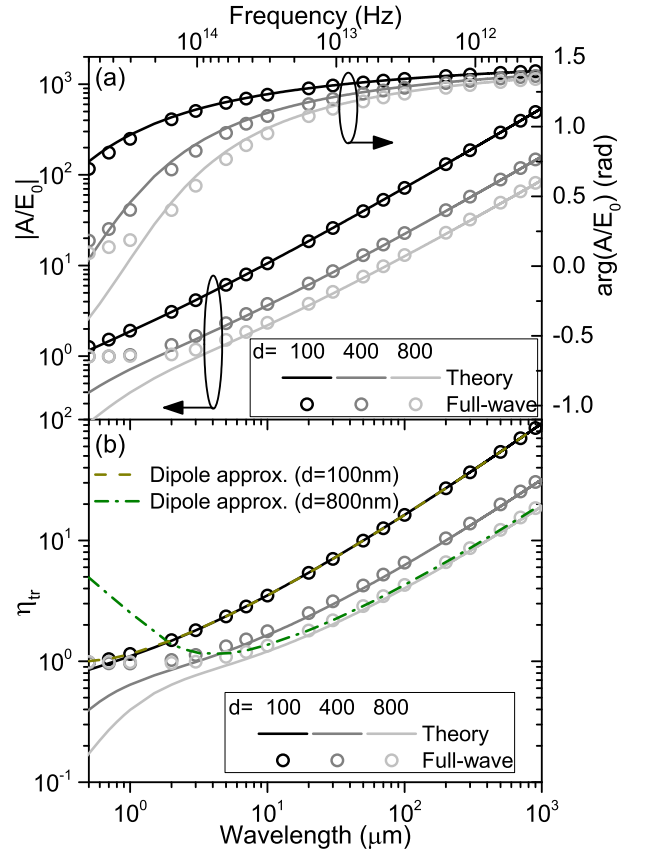 Frequency (Hz)
10^14 10^13 10^12
(a)
10^3
10^2
10^1
10^0
|A/E_0|
1.5
1.0
0.5
0.0
-0.5
-1.0
arg(A/E_0) (rad)
d= 100 400 800
Theory
Full-wave
(b)
10^2
10^1
10^0
10^-1
η_tr
Dipole approx. (d=100nm)
Dipole approx. (d=800nm)
d= 100 400 800
Theory
Full-wave
10^0 10^1 10^2 10^3
Wavelength (μm)